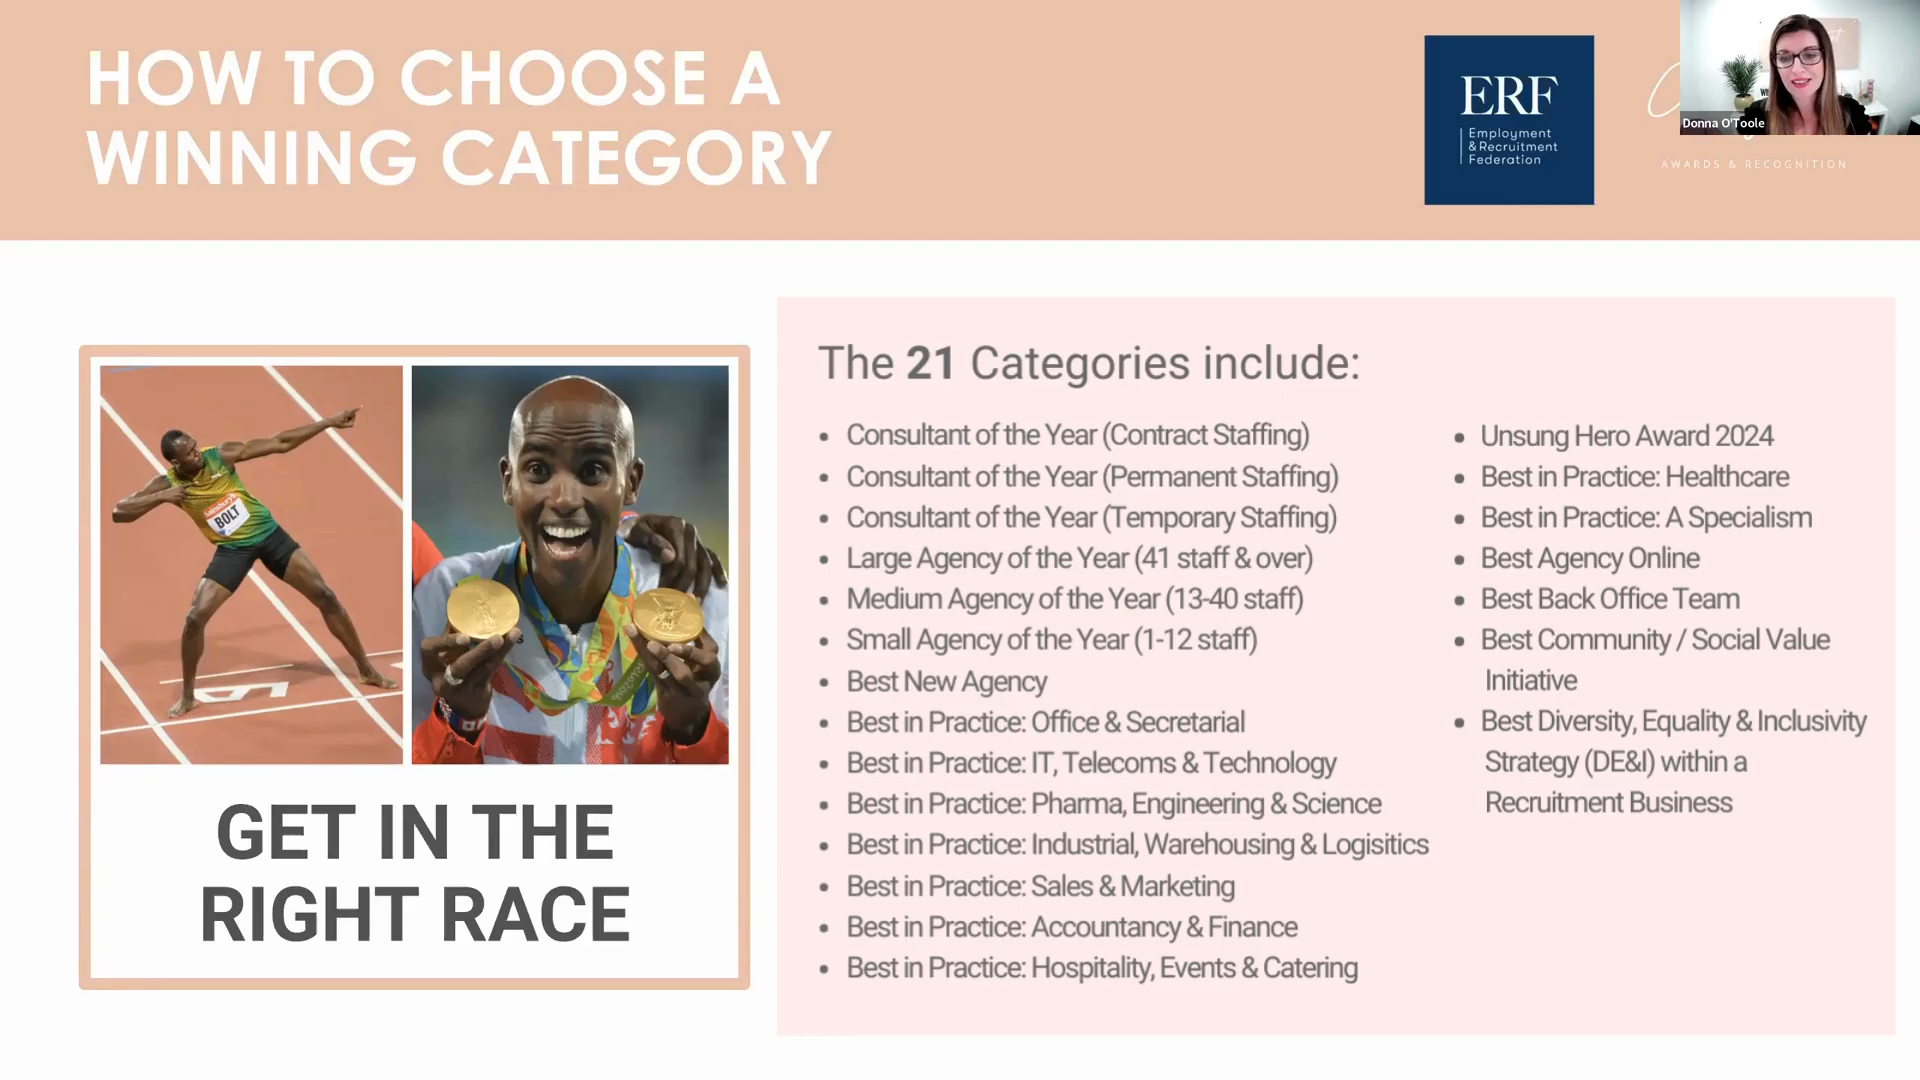 HOW TO CHOOSE A
WINNING CATEGORY
ERF
Employment
& Recruitment
Federation
Donna O'Toole
AWARDS & RECOGNITION
Sainsbury's
BOLT
GET IN THE
RIGHT RACE
The 21 Categories include:
• Consultant of the Year (Contract Staffing)
• Consultant of the Year (Permanent Staffing)
• Consultant of the Year (Temporary Staffing)
• Large Agency of the Year (41 staff & over)
• Medium Agency of the Year (13-40 staff)
• Small Agency of the Year (1-12 staff)
• Best New Agency
• Best in Practice: Office & Secretarial
• Best in Practice: IT, Telecoms & Technology
• Best in Practice: Pharma, Engineering & Science
• Best in Practice: Industrial, Warehousing & Logisitics
• Best in Practice: Sales & Marketing
• Best in Practice: Accountancy & Finance
• Best in Practice: Hospitality, Events & Catering
• Unsung Hero Award 2024
• Best in Practice: Healthcare
• Best in Practice: A Specialism
• Best Agency Online
• Best Back Office Team
• Best Community / Social Value
Initiative
• Best Diversity, Equality & Inclusivity
Strategy (DE&I) within a
Recruitment Business